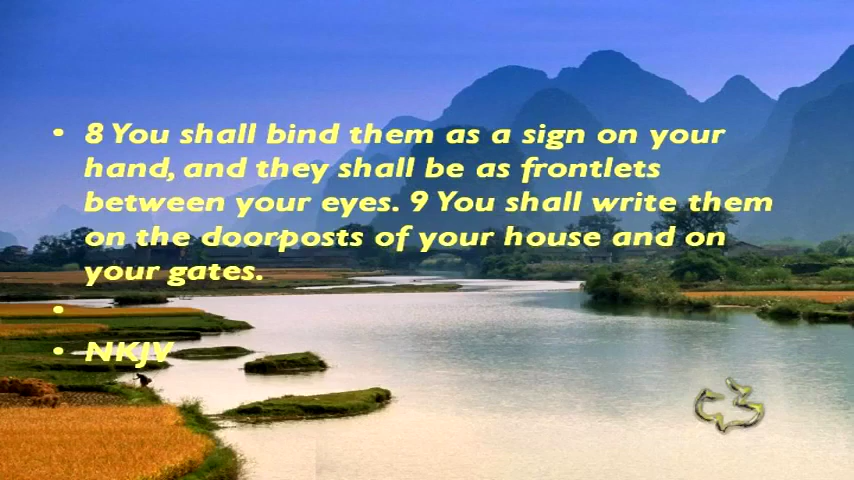 • 8 You shall bind them as a sign on your
hand, and they shall be as frontlets
between your eyes. 9 You shall write them
on the doorposts of your house and on
your gates.
•
• NKJV